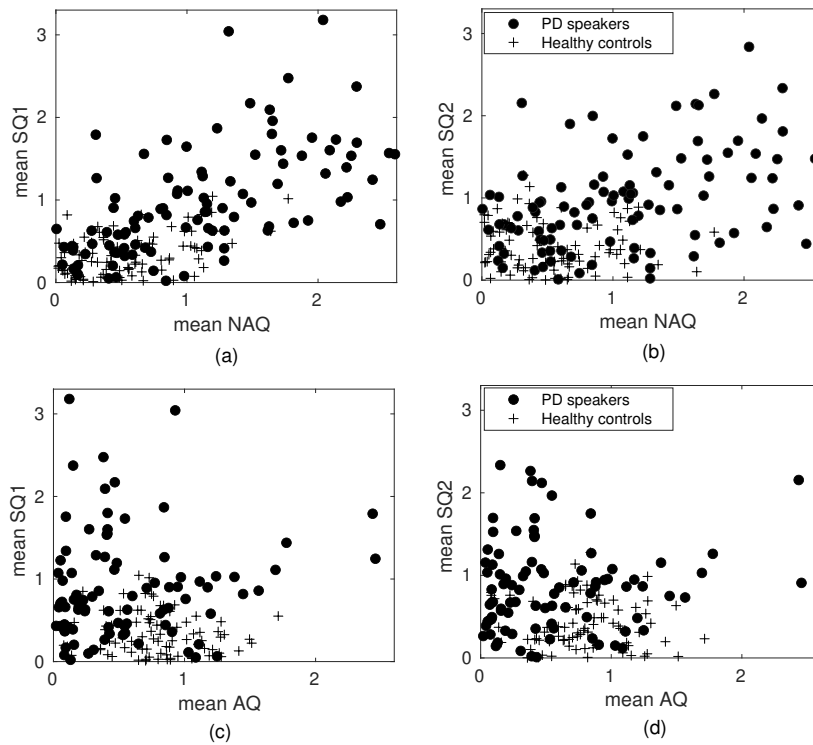 3
2
1
0
mean SQ1
0
1
2
mean NAQ
(a)
PD speakers
Healthy controls
3
2
1
0
mean SQ2
0
1
2
mean NAQ
(b)
3
2
1
0
mean SQ1
0
1
2
mean AQ
(c)
PD speakers
Healthy controls
3
2
1
0
mean SQ2
0
1
2
mean AQ
(d)